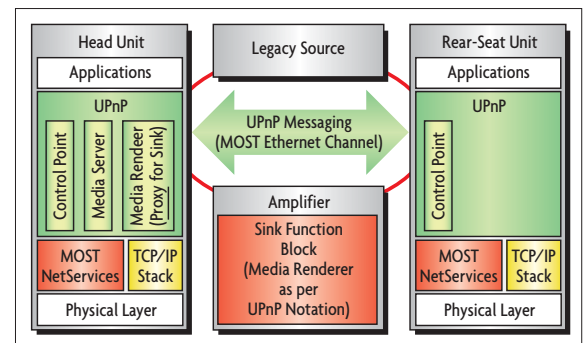 Head Unit
Applications
UPnP
Control Point
Media Server
Media Rendeer
(Proxy for Sink)
MOST
NetServices
TCP/IP
Stack
Physical Layer
Legacy Source
UPnP Messaging
(MOST Ethernet Channel)
Amplifier
Sink Function
Block
(Media Renderer
as per
UPnP Notation)
Rear-Seat Unit
Applications
UPnP
Control Point
MOST
NetServices
TCP/IP
Stack
Physical Layer